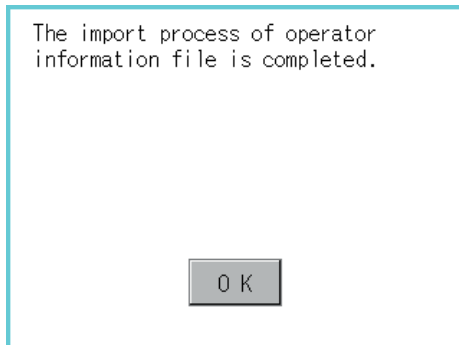 The import process of operator
information file is completed.
OK